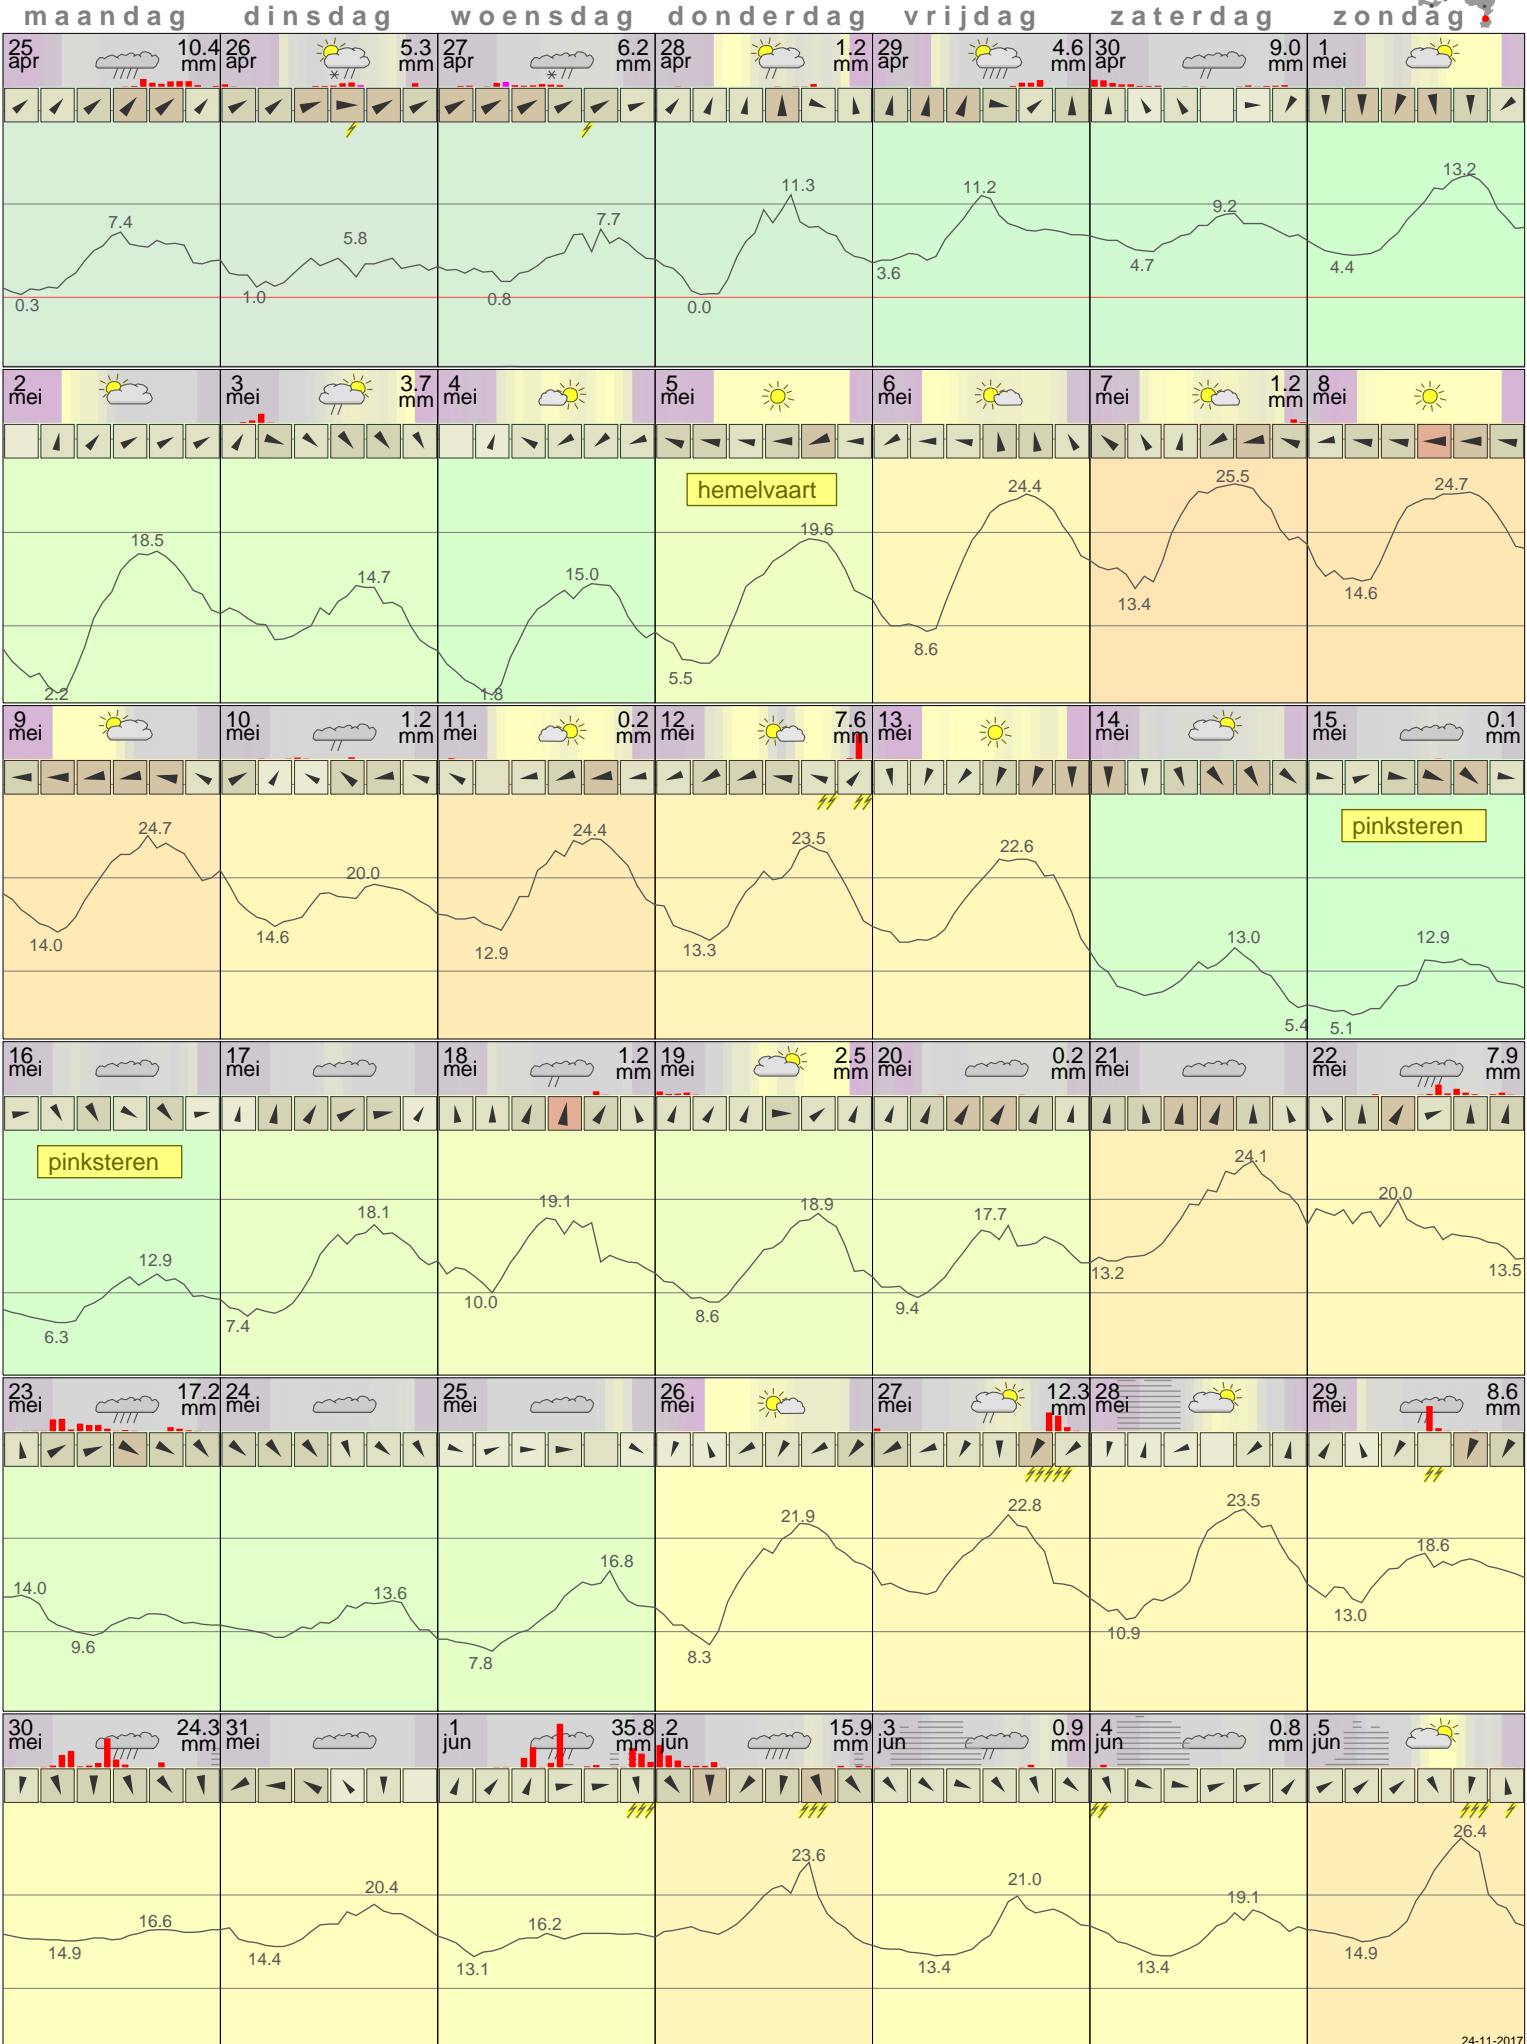 maandag dinsdag woensdag donderdag vrijdag zaterdag zondag
25 apr 10.4 mm 26 apr 5.3 mm 27 apr 6.2 mm 28 apr 1.2 mm 29 apr 4.6 mm 30 apr 9.0 mm 1 mei
7.4 0.3 5.8 1.0 7.7 0.8 11.3 0.0 11.2 3.6 9.2 4.7 13.2 4.4
2 mei 3 mei 3.7 mm 4 mei 5 mei 6 mei 7 mei 1.2 mm 8 mei
hemelvaart
18.5 2.2 14.7 15.0 1.8 19.6 5.5 24.4 8.6 25.5 13.4 24.7 14.6
9 mei 10 mei 1.2 mm 11 mei 0.2 mm 12 mei 7.6 mm 13 mei 14 mei 15 mei 0.1 mm
pinksteren
24.7 14.0 20.0 14.6 24.4 12.9 23.5 13.3 22.6 13.0 5.4 12.9 5.1
16 mei 17 mei 18 mei 1.2 mm 19 mei 2.5 mm 20 mei 0.2 mm 21 mei 22 mei 7.9 mm
pinksteren
12.9 6.3 18.1 7.4 19.1 10.0 18.9 8.6 17.7 9.4 24.1 13.2 20.0 13.5
23 mei 17.2 mm 24 mei 25 mei 26 mei 27 mei 12.3 mm 28 mei 29 mei 8.6 mm
14.0 9.6 13.6 16.8 7.8 21.9 8.3 22.8 23.5 10.9 18.6 13.0
30 mei 24.3 mm 31 mei 1 jun 35.8 mm 2 jun 15.9 mm 3 jun 0.9 mm 4 jun 0.8 mm 5 jun
16.6 14.9 20.4 14.4 16.2 13.1 23.6 21.0 13.4 19.1 13.4 26.4 14.9
24-11-2017